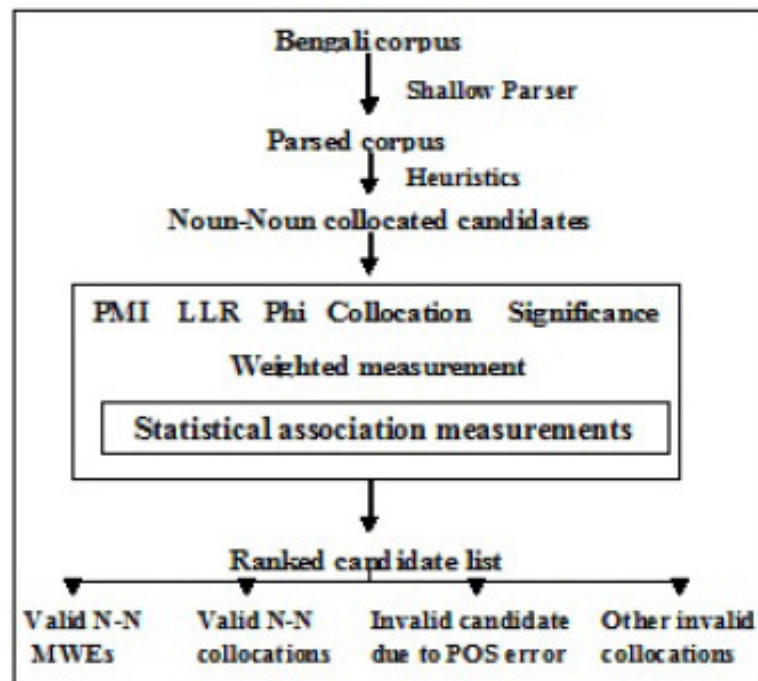 Bengali corpus
Shallow Parser
Parsed corpus
Heuristics
Noun-Noun collocated candidates
PMI LLR Phi Collocation Significance
Weighted measurement
Statistical association measurements
Ranked candidate list
Valid N-N MWEs
Valid N-N collocations
Invalid candidate due to POS error
Other invalid collocations